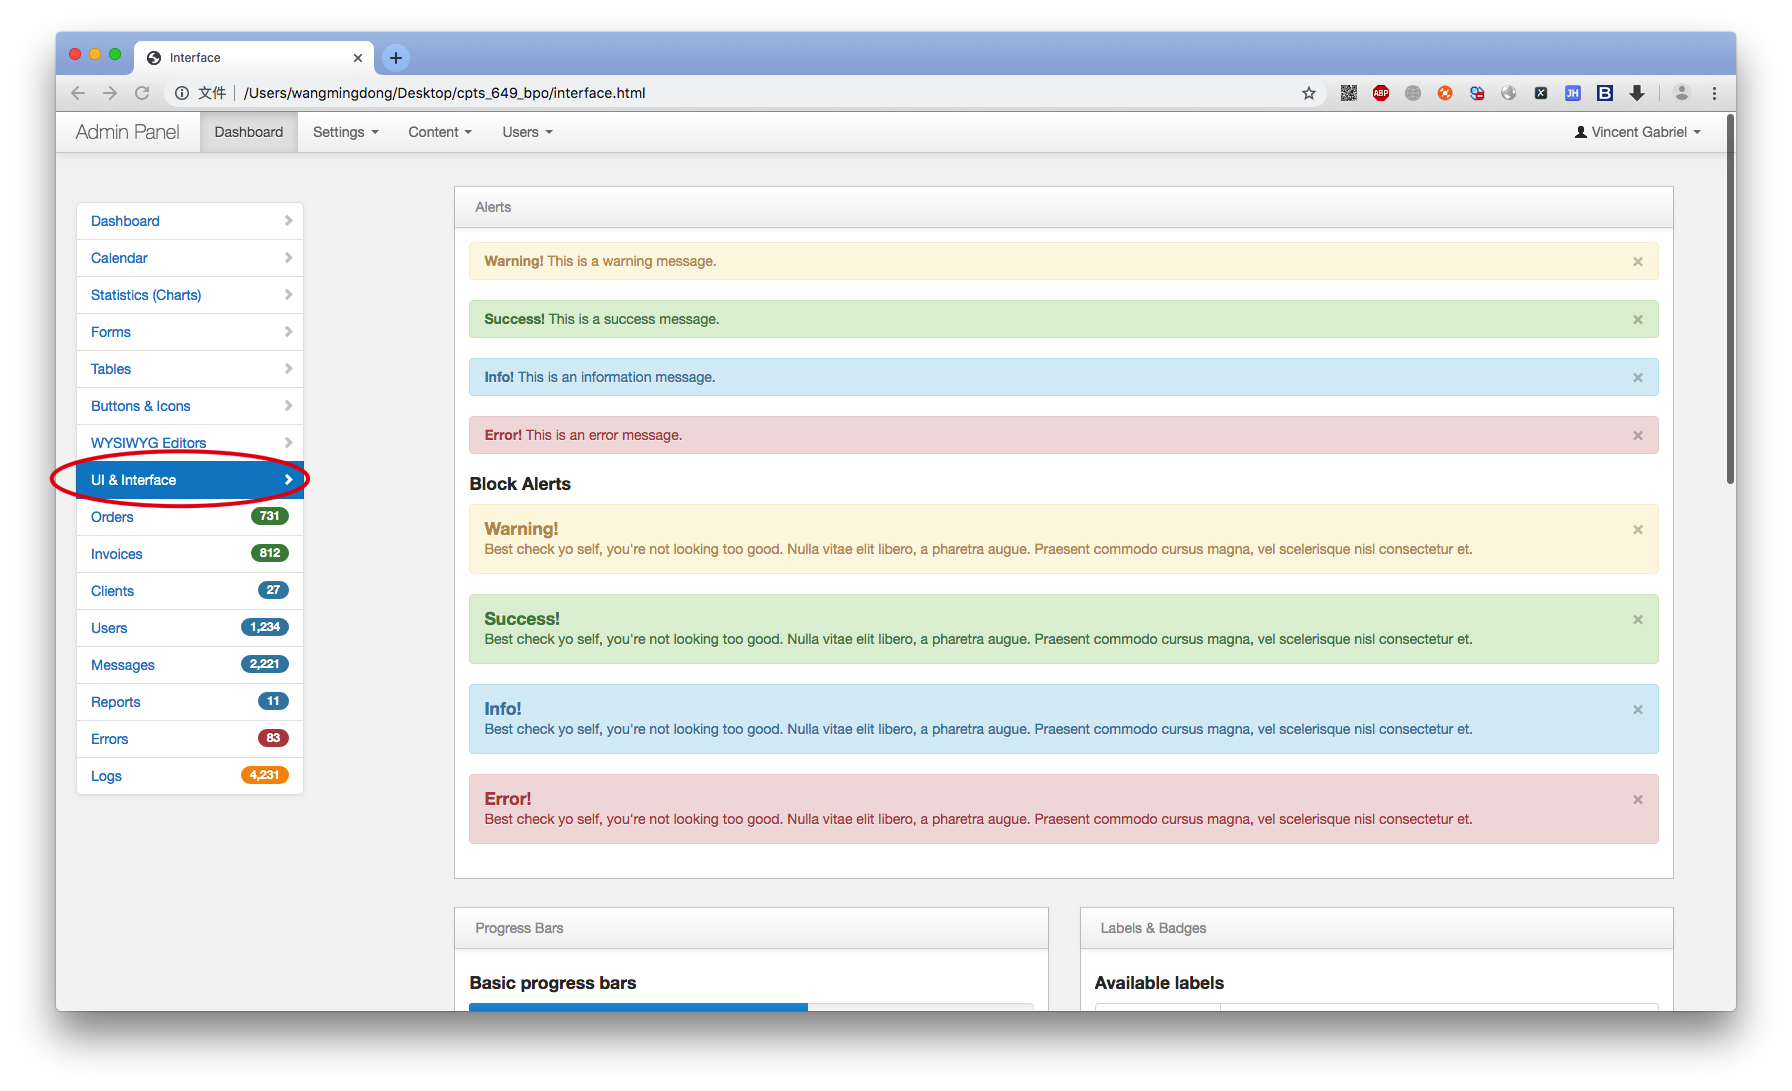 Interface
文件 /Users/wangmingdong/Desktop/cpts_649_bpo/interface.html
ABP
X
JH
B
Admin Panel Dashboard Settings Content Users Vincent Gabriel
Dashboard
Calendar
Statistics (Charts)
Forms
Tables
Buttons & Icons
WYSIWYG Editors
UI & Interface
Orders 731
Invoices 812
Clients 27
Users 1,234
Messages 2,221
Reports 11
Errors 83
Logs 4,231
Alerts
Warning! This is a warning message.
Success! This is a success message.
Info! This is an information message.
Error! This is an error message.
Block Alerts
Warning!
Best check yo self, you're not looking too good. Nulla vitae elit libero, a pharetra augue. Praesent commodo cursus magna, vel scelerisque nisl consectetur et.
Success!
Best check yo self, you're not looking too good. Nulla vitae elit libero, a pharetra augue. Praesent commodo cursus magna, vel scelerisque nisl consectetur et.
Info!
Best check yo self, you're not looking too good. Nulla vitae elit libero, a pharetra augue. Praesent commodo cursus magna, vel scelerisque nisl consectetur et.
Error!
Best check yo self, you're not looking too good. Nulla vitae elit libero, a pharetra augue. Praesent commodo cursus magna, vel scelerisque nisl consectetur et.
Progress Bars
Basic progress bars
Labels & Badges
Available labels